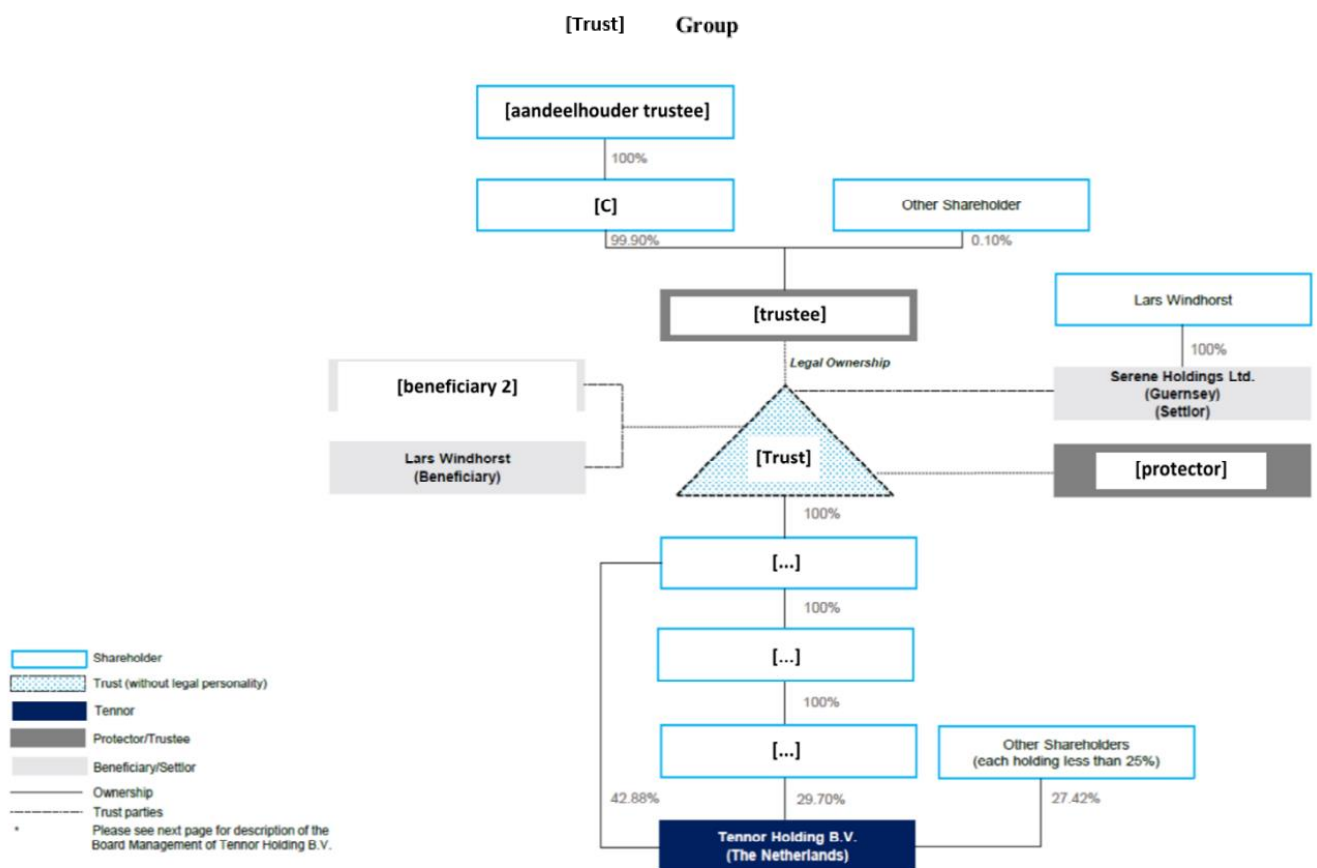 [Trust] Group
[aandeelhouder trustee]
100%
[C]
Other Shareholder
99.90%
0.10%
[trustee]
Lars Windhorst
100%
Legal Ownership
[beneficiary 2]
Serene Holdings Ltd.
(Guernsey)
(Settlor)
Lars Windhorst
(Beneficiary)
[Trust]
[protector]
100%
[...]
100%
[...]
100%
[...]
Other Shareholders
(each holding less than 25%)
42.88%
29.70%
27.42%
Tennor Holding B.V.
(The Netherlands)
Shareholder
Trust (without legal personality)
Tennor
Protector/Trustee
Beneficiary/Settlor
Ownership
Trust parties
* Please see next page for description of the
Board Management of Tennor Holding B.V.